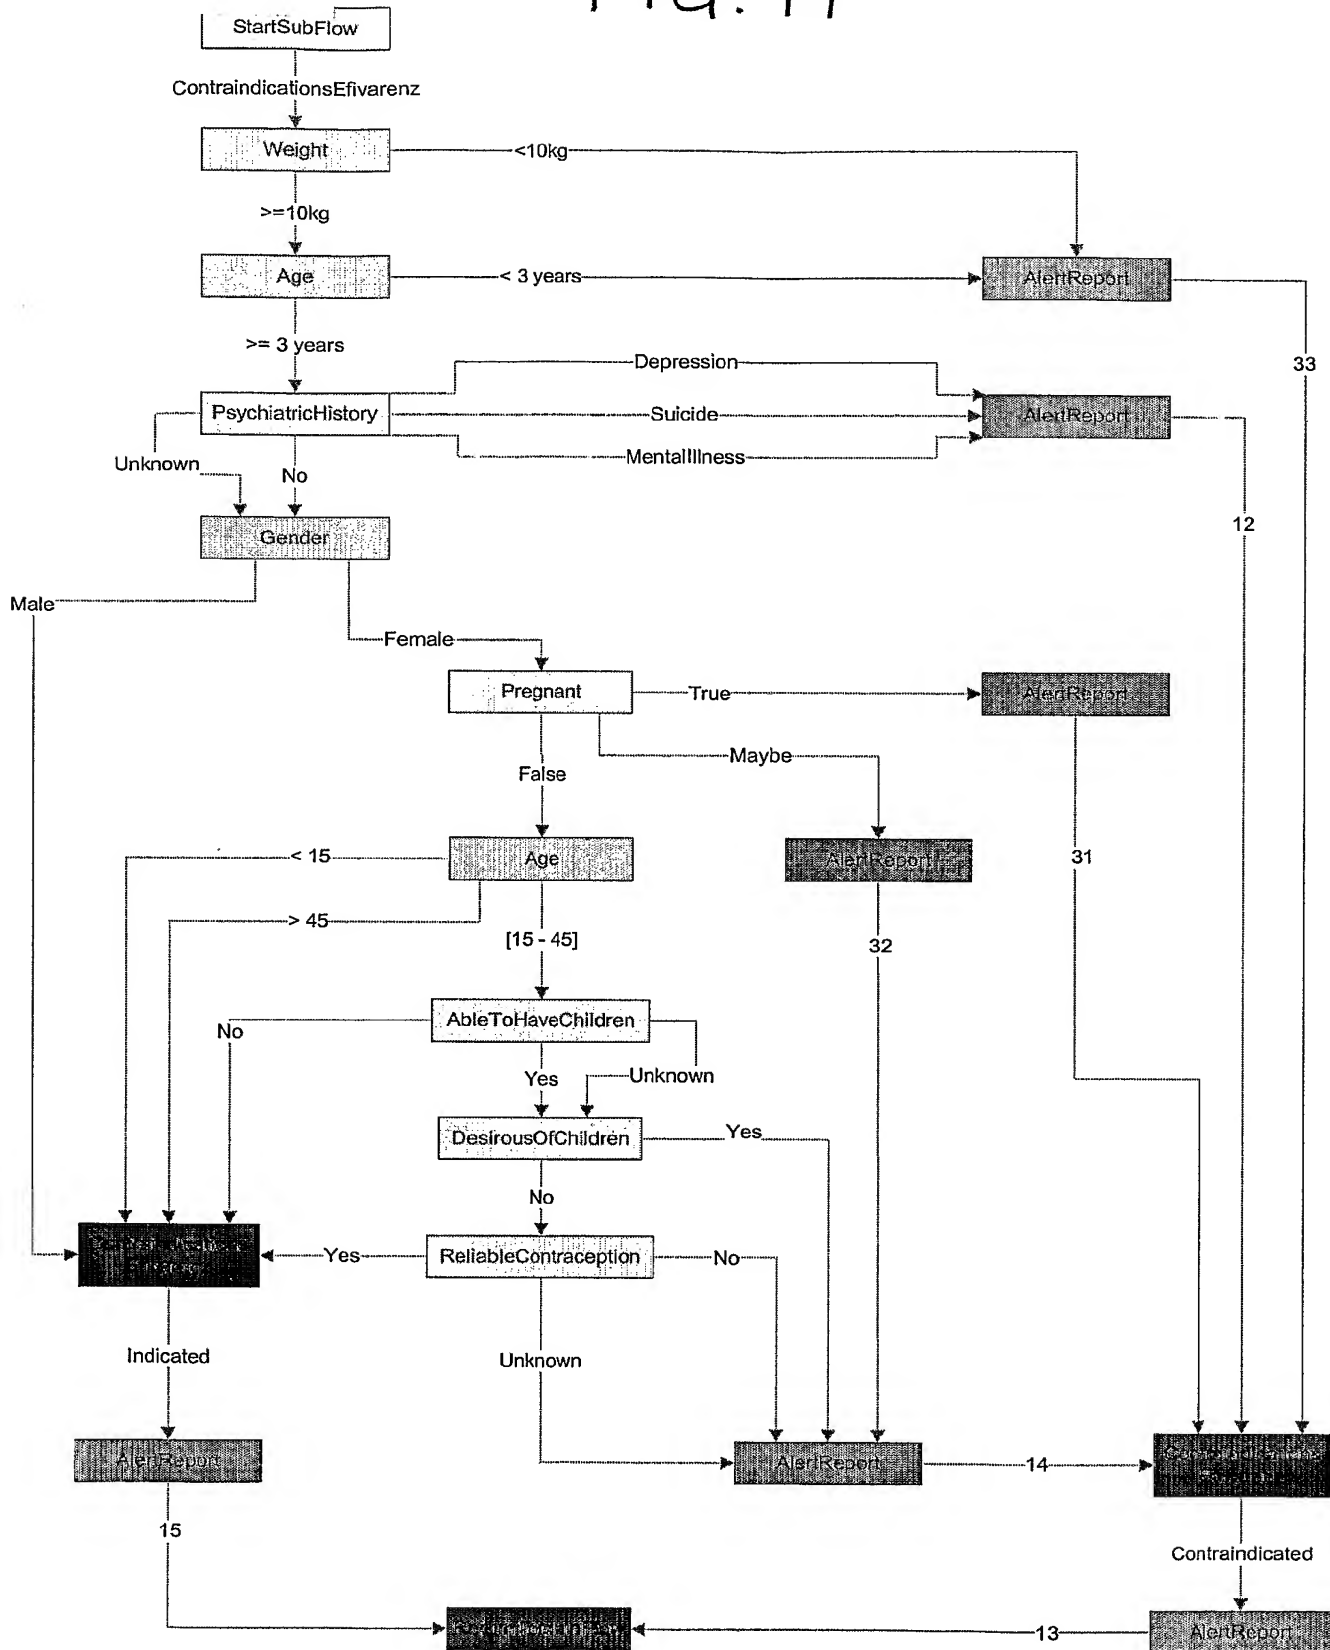 StartSubFlow
ContraindicationsEfivarenz
Weight
<10kg
>=10kg
Age
< 3 years
AlertReport
>= 3 years
Depression
33
PsychiatricHistory
Suicide
AlertReport
Unknown
No
MentalIllness
12
Gender
Male
Female
Pregnant
True
AlertReport
Maybe
False
< 15
Age
AlertReport
31
> 45
[15 - 45]
32
No
AbleToHaveChildren
Yes
Unknown
DesirousOfChildren
Yes
No
Yes
ReliableContraception
No
Indicated
Unknown
AlertReport
AlertReport
14
15
Contraindicated
13
AlertReport